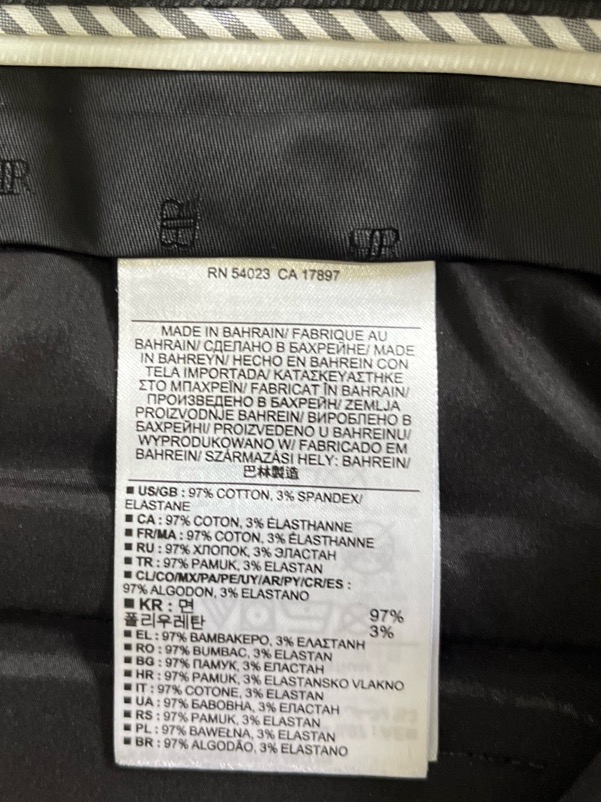 RN 54023 CA 17897
MADE IN BAHRAIN/ FABRIQUE AU
BAHRAIN/ СДЕЛАНО В БАХРЕЙНЕ/ MADE
IN BAHREYN/ HECHO EN BAHREIN CON
TELA IMPORTADA/ ΚΑΤΑΣΚΕΥΑΣΤΗΚΕ
ΣΤΟ ΜΠΑΧΡΕΪΝ/ FABRICAT ÎN BAHRAIN/
ПРОИЗВЕДЕНО В БАХРЕЙН/ ZEMLJA
PROIZVODNJE BAHREIN/ ВИРОБЛЕНО В
БАХРЕЙНІ/ PROIZVEDENO U BAHREINU/
WYPRODUKOWANO W/ FABRICADO EM
BAHREIN/ SZÁRMAZÁSI HELY: BAHREIN/
巴林製造
■ US/GB : 97% COTTON, 3% SPANDEX/
ELASTANE
■ CA : 97% COTON, 3% ÉLASTHANNE
■ FR/MA : 97% COTON, 3% ÉLASTHANNE
■ RU : 97% ХЛОПОК, 3% ЭЛАСТАН
■ TR : 97% PAMUK, 3% ELASTAN
■ CL/CO/MX/PA/PE/UY/AR/PY/CR/ES :
97% ALGODON, 3% ELASTANO
■ KR : 면 97%
폴리우레탄 3%
■ EL : 97% ΒΑΜΒΑΚΕΡΟ, 3% ΕΛΑΣΤΑΝΗ
■ RO : 97% BUMBAC, 3% ELASTAN
■ BG : 97% ПАМУК, 3% ЕЛАСТАН
■ HR : 97% PAMUK, 3% ELASTANSKO VLAKNO
■ IT : 97% COTONE, 3% ELASTAN
■ UA : 97% БАВОВНА, 3% ЕЛАСТАН
■ RS : 97% PAMUK, 3% ELASTAN
■ PL : 97% BAWEŁNA, 3% ELASTAN
■ BR : 97% ALGODÃO, 3% ELASTANO